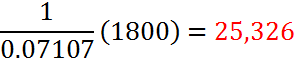 1/0.07107 (1800) = 25,326